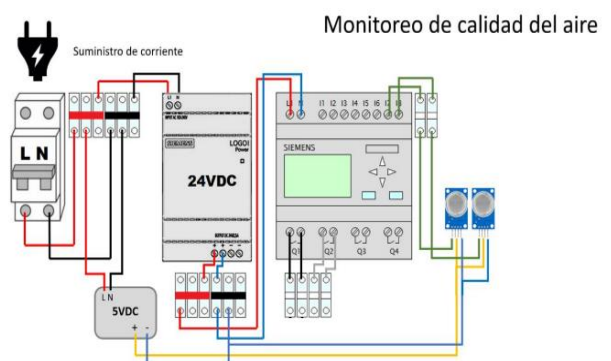 Monitoreo de calidad del aire
Suministro de corriente
L N
SIEMENS
LOGO!
Power
24VDC
L1 N I1 I2 I3 I4 I5 I6 I7 I8
SIEMENS
Q1 Q2 Q3 Q4
L N
5VDC
+ -